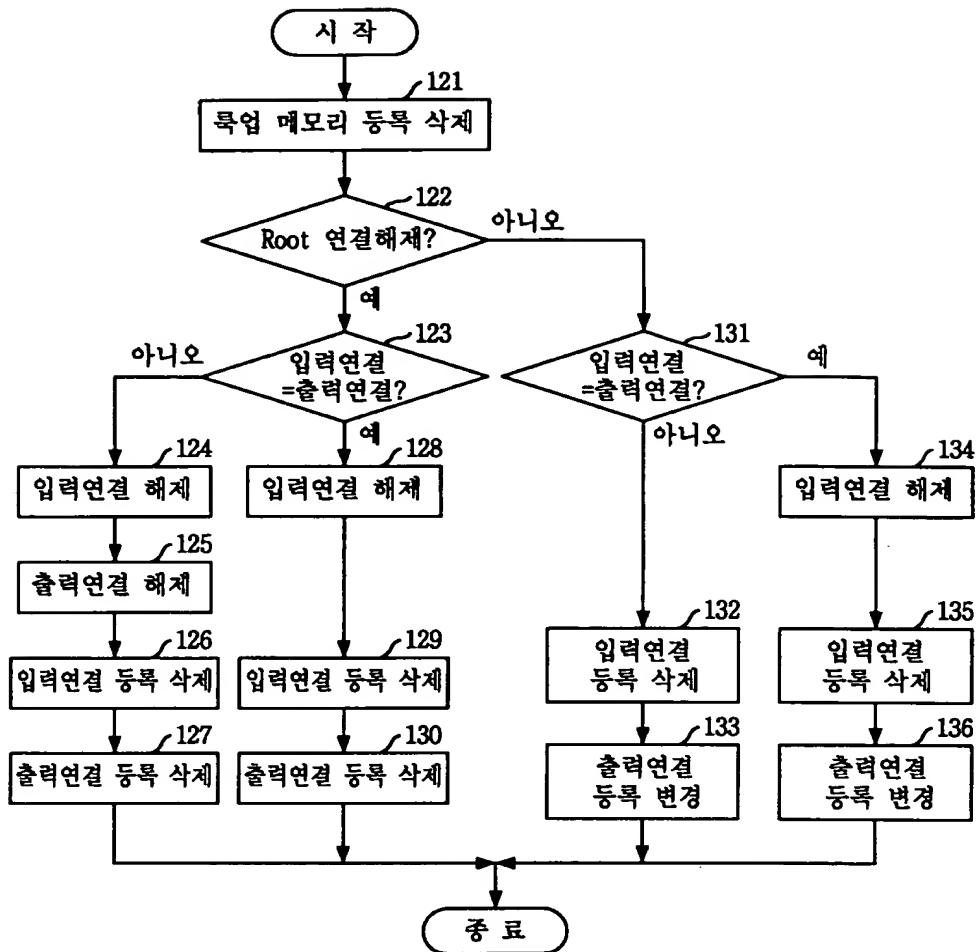 시 작
121
룩업 메모리 등록 삭제
122
Root 연결해제?
아니오
예
123
아니오
입력연결
=출력연결?
예
131
입력연결
=출력연결?
예
아니오
124
입력연결 해제
128
입력연결 해제
134
입력연결 해제
125
출력연결 해제
126
입력연결 등록 삭제
129
입력연결 등록 삭제
132
입력연결
등록 삭제
135
입력연결
등록 삭제
127
출력연결 등록 삭제
130
출력연결 등록 삭제
133
출력연결
등록 변경
136
출력연결
등록 변경
종 료